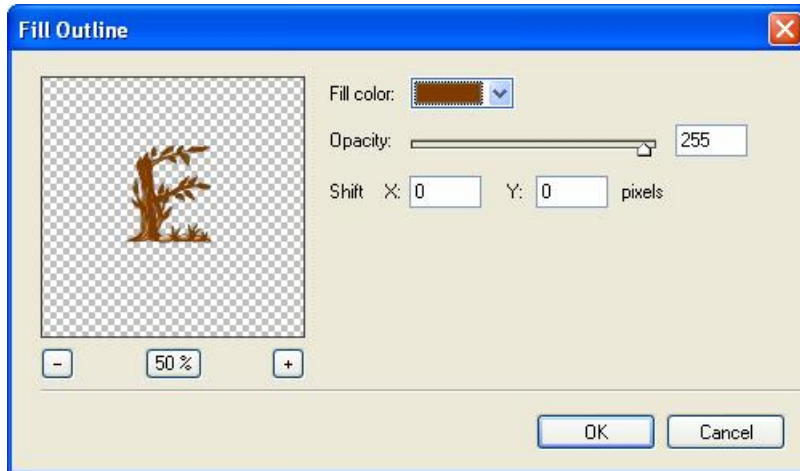 Fill Outline
Fill color:
Opacity: 255
Shift X: 0 Y: 0 pixels
E
- 50 % +
OK Cancel